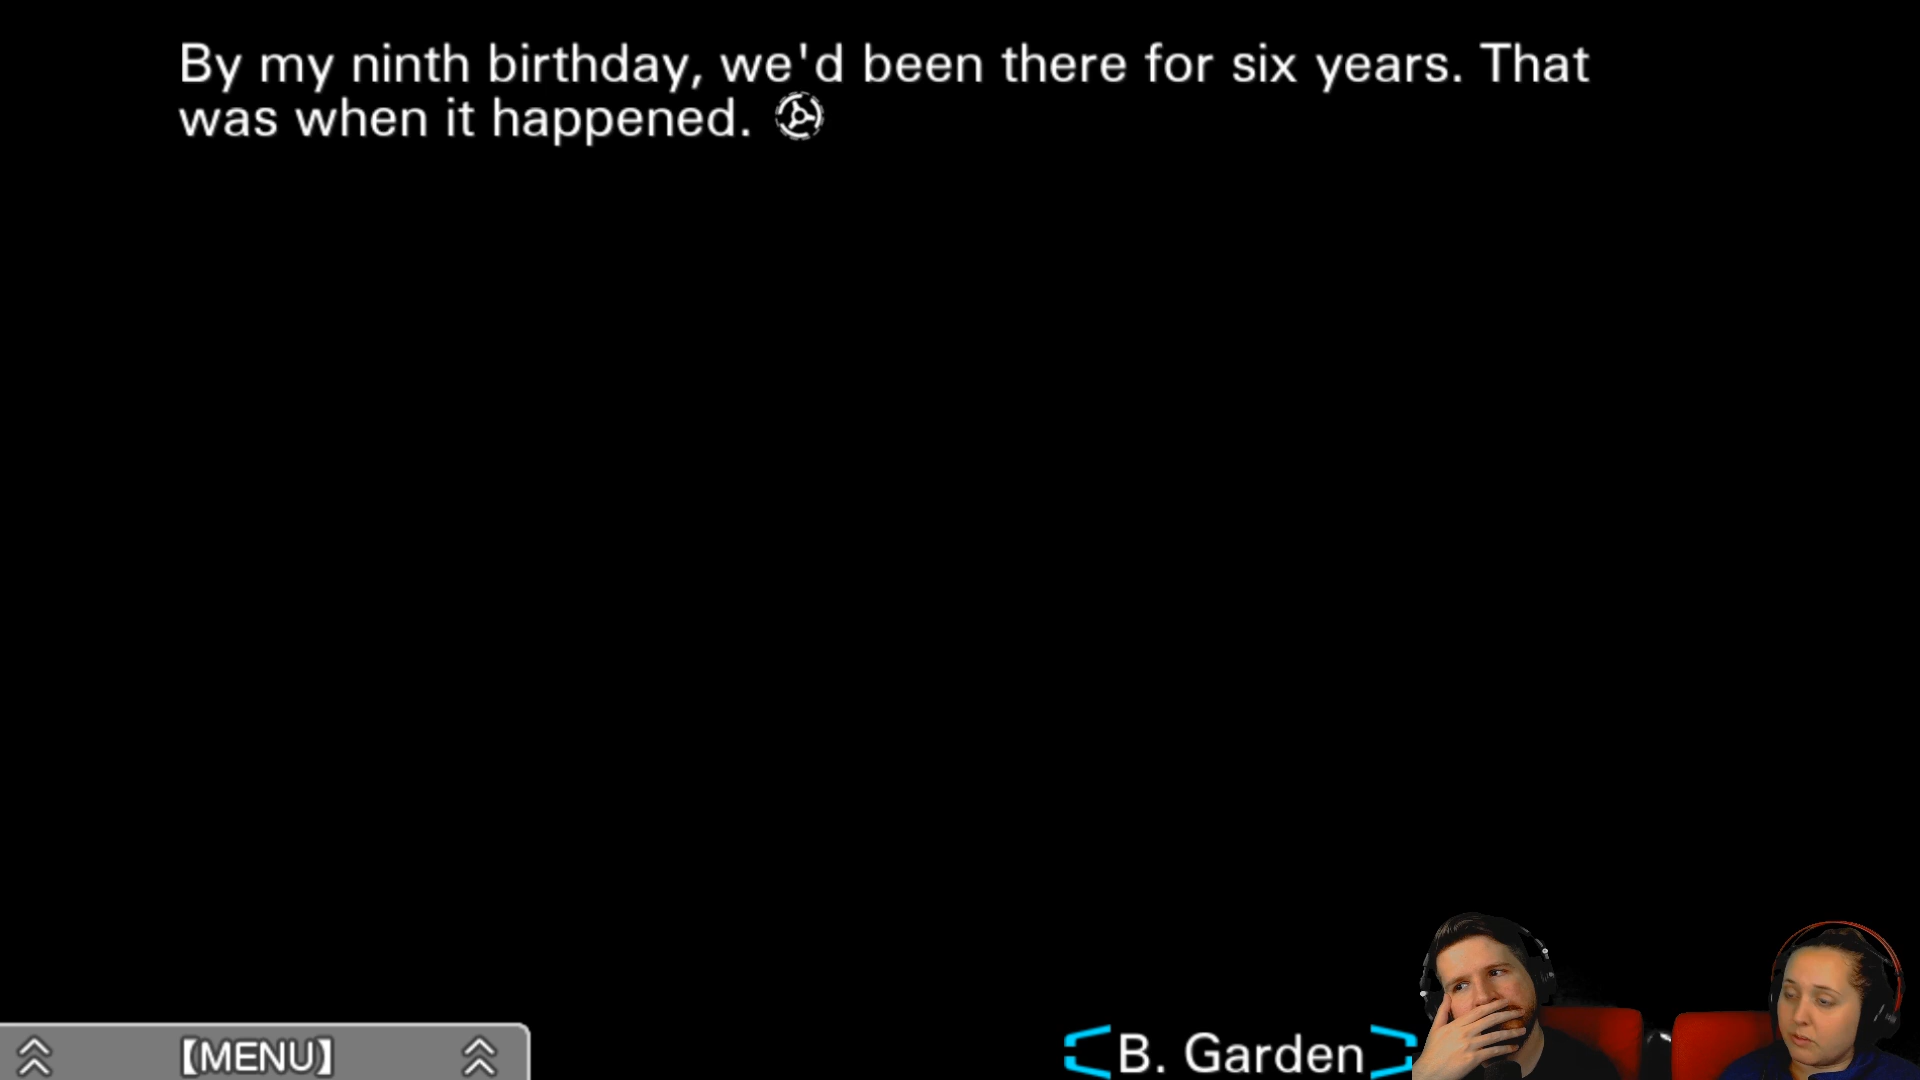 By my ninth birthday, we'd been there for six years. That
was when it happened.
【MENU】
B. Garden